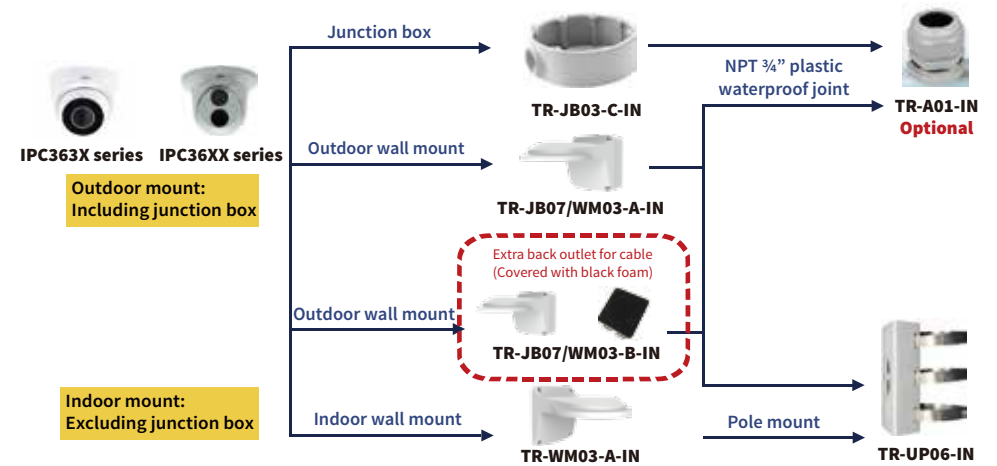 Junction box
TR-JB03-C-IN
NPT ¾” plastic
waterproof joint
TR-A01-IN
Optional
IPC363X series
IPC36XX series
Outdoor mount:
Including junction box
Outdoor wall mount
TR-JB07/WM03-A-IN
Extra back outlet for cable
(Covered with black foam)
Outdoor wall mount
TR-JB07/WM03-B-IN
Indoor mount:
Excluding junction box
Indoor wall mount
TR-WM03-A-IN
Pole mount
TR-UP06-IN